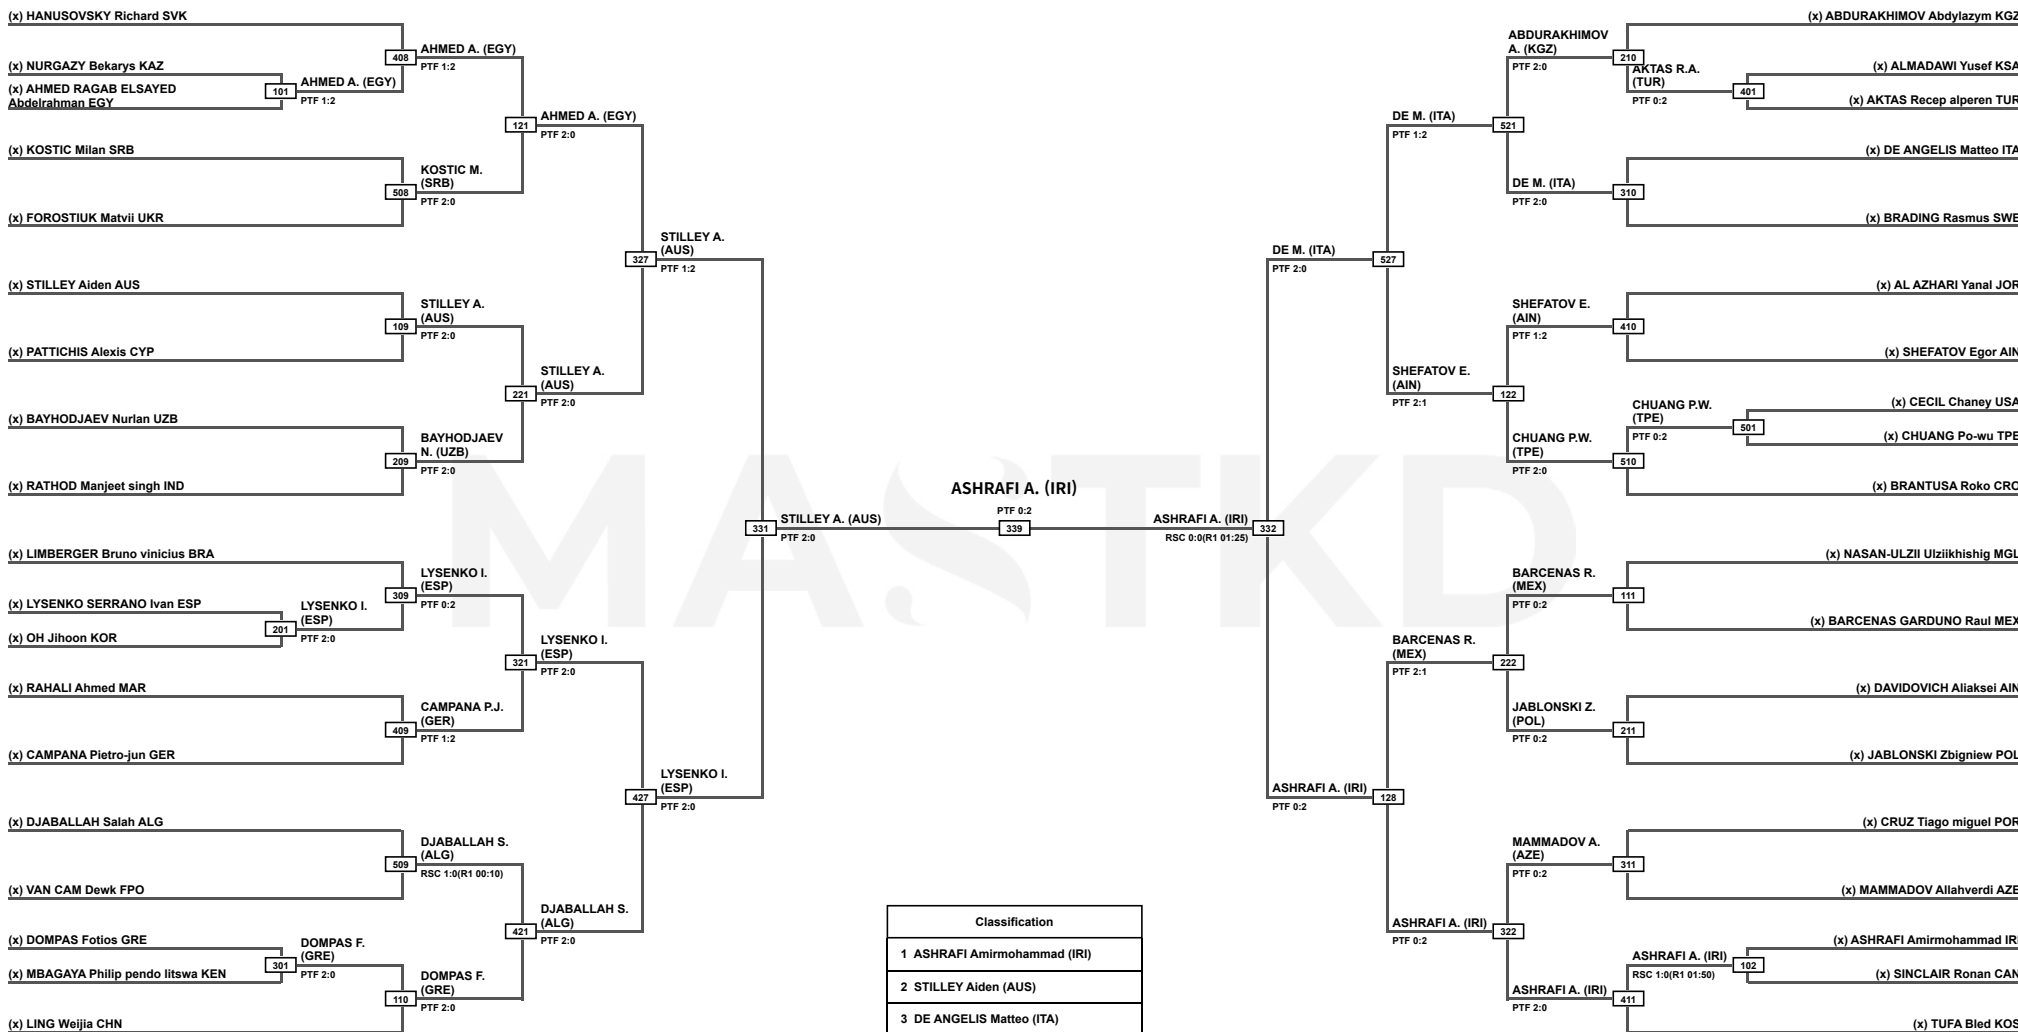 (x) HANUSOVSKY Richard SVK
(x) NURGAZY Bekarys KAZ
(x) AHMED RAGAB ELSAYED
Abdelrahman EGY
(x) KOSTIC Milan SRB
(x) FOROSTIUK Matvii UKR
(x) STILLEY Aiden AUS
(x) PATTICHIS Alexis CYP
(x) BAYHODJAEV Nurlan UZB
(x) RATHOD Manjeet singh IND
(x) LIMBERGER Bruno vinicius BRA
(x) LYSENKO SERRANO Ivan ESP
(x) OH Jihoon KOR
(x) RAHALI Ahmed MAR
(x) CAMPANA Pietro-jun GER
(x) DJABALLAH Salah ALG
(x) VAN CAM Dewk FPO
(x) DOMPAS Fotios GRE
(x) MBAGAYA Philip pendo litswa KEN
(x) LING Weijia CHN
101
AHMED A. (EGY)
PTF 1:2
201
LYSENKO I.
(ESP)
PTF 2:0
301
DOMPAS F.
(GRE)
PTF 2:0
408
AHMED A. (EGY)
PTF 1:2
508
KOSTIC M.
(SRB)
PTF 2:0
109
STILLEY A.
(AUS)
PTF 2:0
209
BAYHODJAEV
N. (UZB)
PTF 2:0
309
LYSENKO I.
(ESP)
PTF 0:2
409
CAMPANA P.J.
(GER)
PTF 1:2
509
DJABALLAH S.
(ALG)
RSC 1:0(R1 00:10)
110
DOMPAS F.
(GRE)
PTF 2:0
121
AHMED A. (EGY)
PTF 2:0
221
STILLEY A.
(AUS)
PTF 2:0
321
LYSENKO I.
(ESP)
PTF 2:0
421
DJABALLAH S.
(ALG)
PTF 2:0
327
STILLEY A.
(AUS)
PTF 1:2
427
LYSENKO I.
(ESP)
PTF 2:0
331
STILLEY A. (AUS)
PTF 2:0
MASTKD
ASHRAFI A. (IRI)
PTF 0:2
339
ASHRAFI A. (IRI)
RSC 0:0(R1 01:25)
332
DE M. (ITA)
PTF 2:0
527
ASHRAFI A. (IRI)
PTF 0:2
128
DE M. (ITA)
PTF 1:2
521
SHEFATOV E.
(AIN)
PTF 2:1
122
BARCENAS R.
(MEX)
PTF 2:1
222
ASHRAFI A. (IRI)
PTF 0:2
322
ABDURAKHIMOV
A. (KGZ)
PTF 2:0
210
DE M. (ITA)
PTF 2:0
310
SHEFATOV E.
(AIN)
PTF 1:2
410
CHUANG P.W.
(TPE)
PTF 2:0
510
BARCENAS R.
(MEX)
PTF 0:2
111
JABLONSKI Z.
(POL)
PTF 0:2
211
MAMMADOV A.
(AZE)
PTF 0:2
311
ASHRAFI A. (IRI)
PTF 2:0
411
AKTAS R.A.
(TUR)
PTF 0:2
401
CHUANG P.W.
(TPE)
PTF 0:2
501
ASHRAFI A. (IRI)
RSC 1:0(R1 01:50)
102
(x) ABDURAKHIMOV Abdylazym KGZ
(x) ALMADAWI Yusef KSA
(x) AKTAS Recep alperen TUR
(x) DE ANGELIS Matteo ITA
(x) BRADING Rasmus SWE
(x) AL AZHARI Yanal JOR
(x) SHEFATOV Egor AIN
(x) CECIL Chaney USA
(x) CHUANG Po-wu TPE
(x) BRANTUSA Roko CRO
(x) NASAN-ULZII Ulziikhishig MGL
(x) BARCENAS GARDUNO Raul MEX
(x) DAVIDOVICH Aliaksei AIN
(x) JABLONSKI Zbigniew POL
(x) CRUZ Tiago miguel POR
(x) MAMMADOV Allahverdi AZE
(x) ASHRAFI Amirmohammad IRI
(x) SINCLAIR Ronan CAN
(x) TUFA Bled KOS
Classification
1 ASHRAFI Amirmohammad (IRI)
2 STILLEY Aiden (AUS)
3 DE ANGELIS Matteo (ITA)